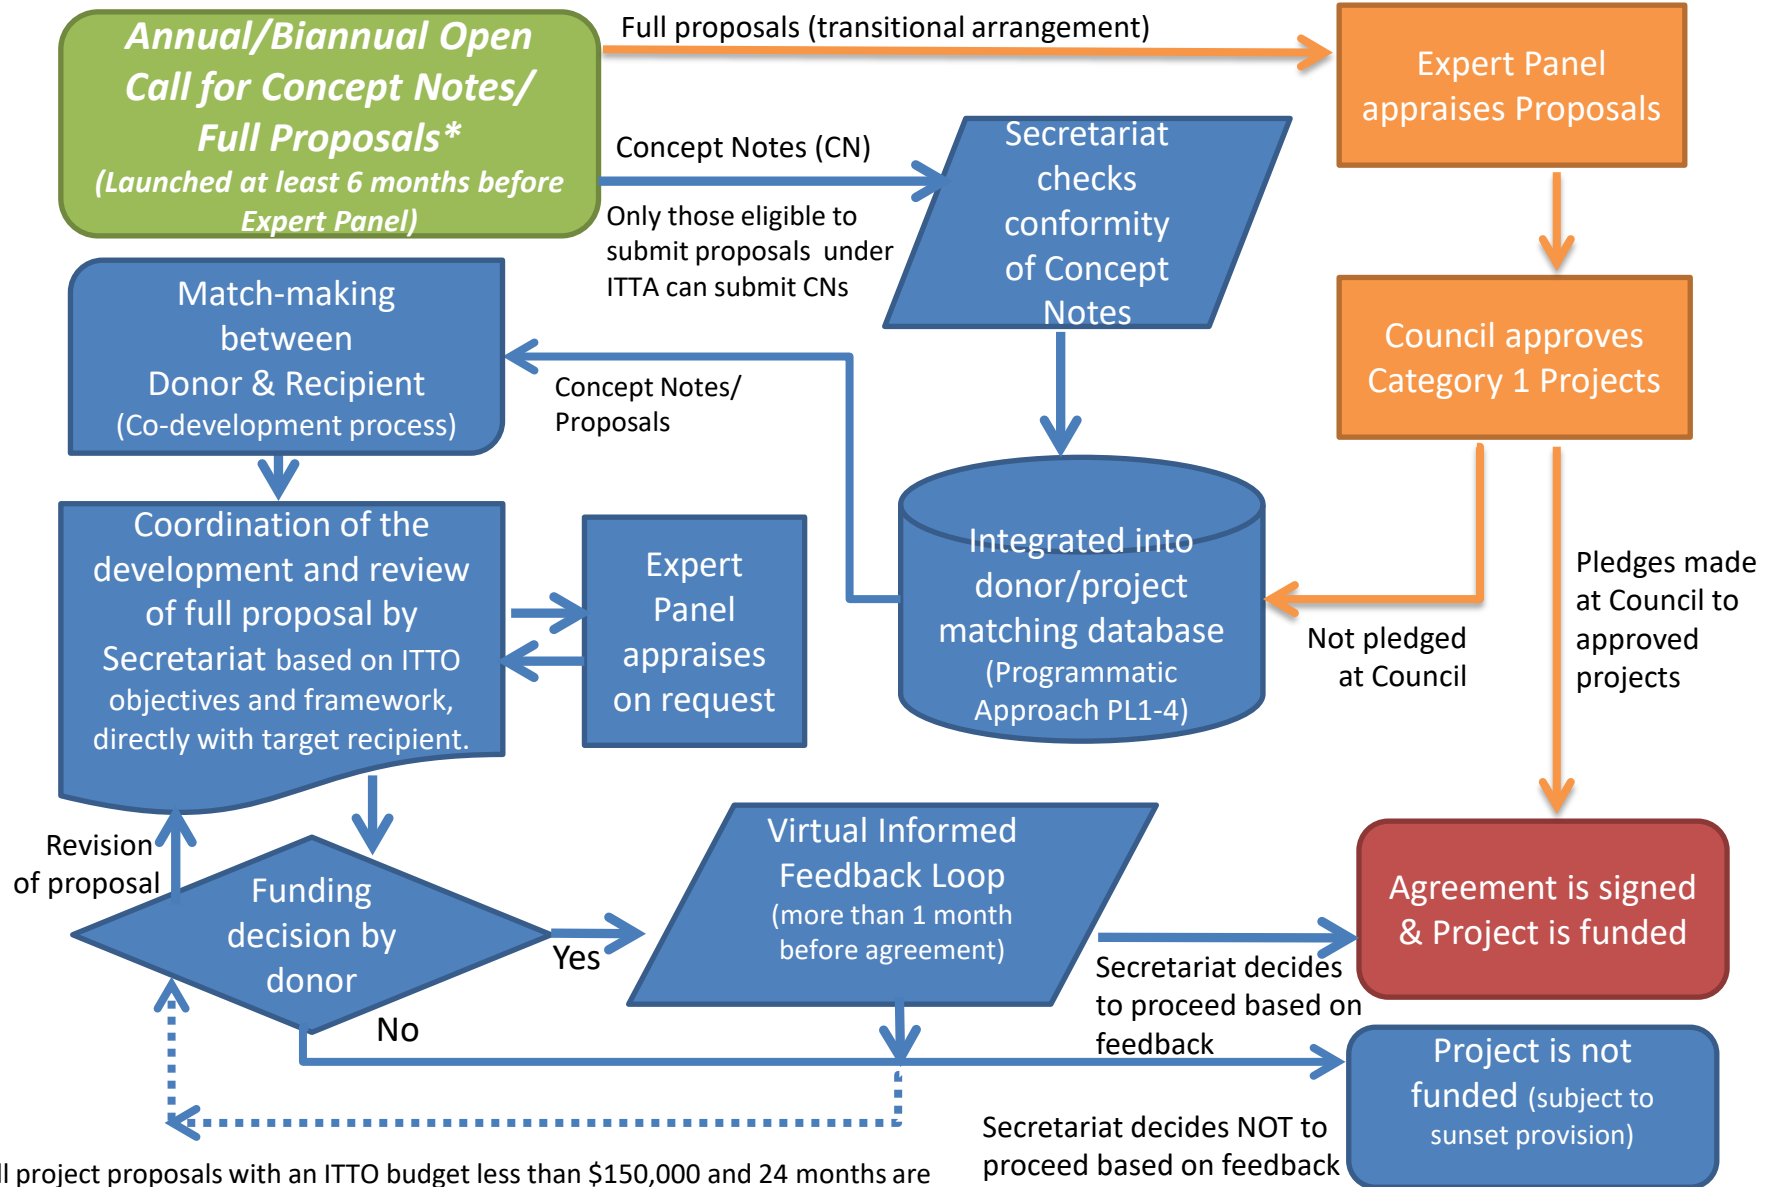 Annual/Biannual Open
Call for Concept Notes/
Full Proposals*
(Launched at least 6 months before
Expert Panel)
Full proposals (transitional arrangement)
Expert Panel
appraises Proposals
Concept Notes (CN)
Only those eligible to
submit proposals under
ITTA can submit CNs
Secretariat
checks
conformity
of Concept
Notes
Match-making
between
Donor & Recipient
(Co-development process)
Concept Notes/
Proposals
Council approves
Category 1 Projects
Coordination of the
development and review
of full proposal by
Secretariat based on ITTO
objectives and framework,
directly with target recipient.
Expert
Panel
appraises
on request
Integrated into
donor/project
matching database
(Programmatic
Approach PL1-4)
Not pledged
at Council
Pledges made
at Council to
approved
projects
Revision
of proposal
Funding
decision by
donor
Yes
No
Virtual Informed
Feedback Loop
(more than 1 month
before agreement)
Secretariat decides
to proceed based on
feedback
Agreement is signed
& Project is funded
Project is not
funded (subject to
sunset provision)
Secretariat decides NOT to
proceed based on feedback
project proposals with an ITTO budget less than $150,000 and 24 months are